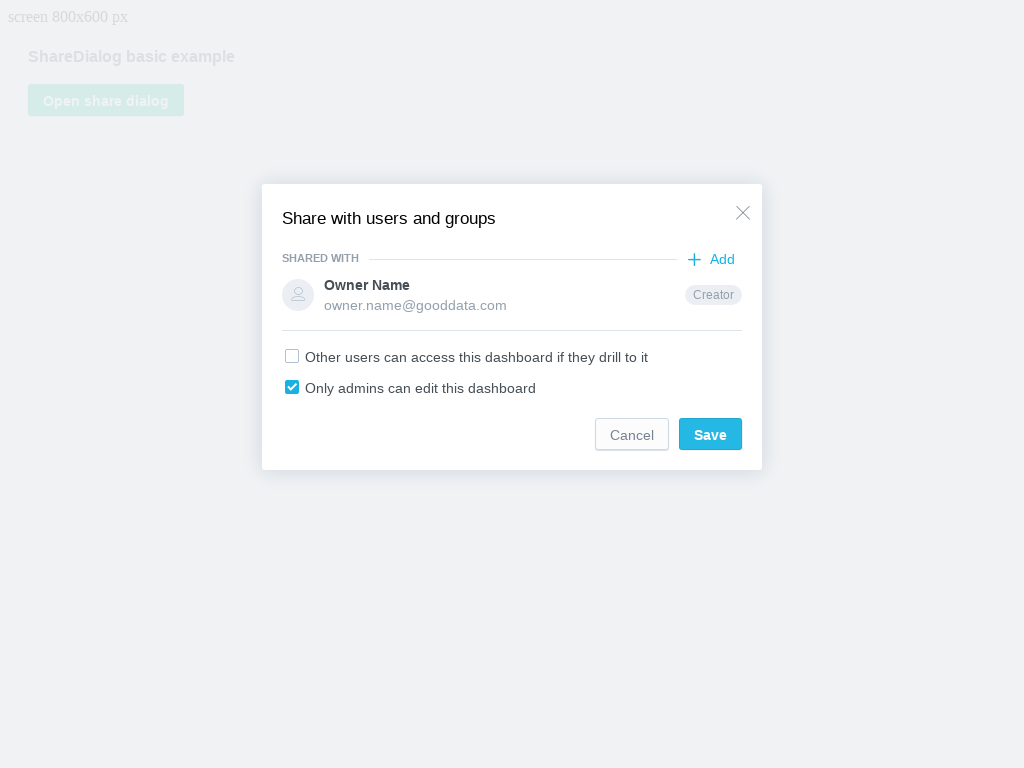 screen 800x600 px
ShareDialog basic example
Open share dialog
Share with users and groups
SHARED WITH
Add
Owner Name
owner.name@gooddata.com
Creator
Other users can access this dashboard if they drill to it
Only admins can edit this dashboard
Cancel
Save